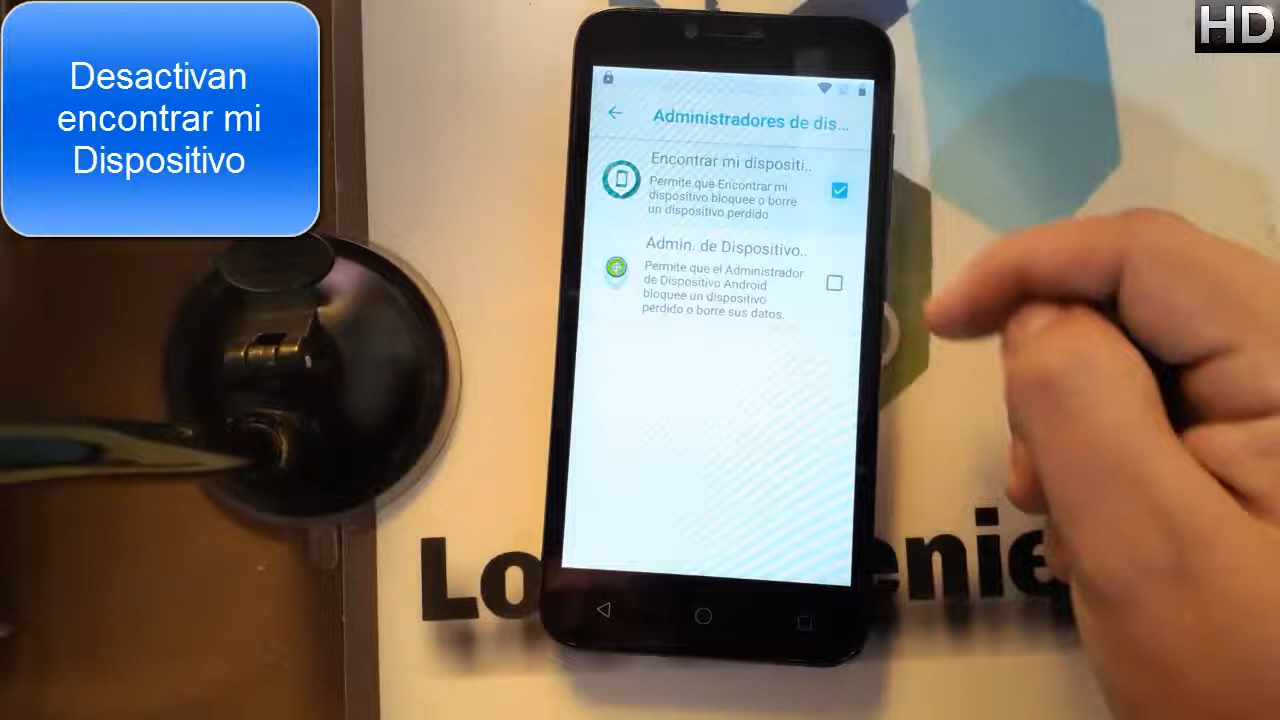 Desactivan
encontrar mi
Dispositivo
HD
Administradores de dis...
Encontrar mi dispositi..
Permite que Encontrar mi
dispositivo bloquee o borre
un dispositivo perdido
Admin. de Dispositivo..
Permite que el Administrador
de Dispositivo Android
bloquee un dispositivo
perdido o borre sus datos.
Lo
enie